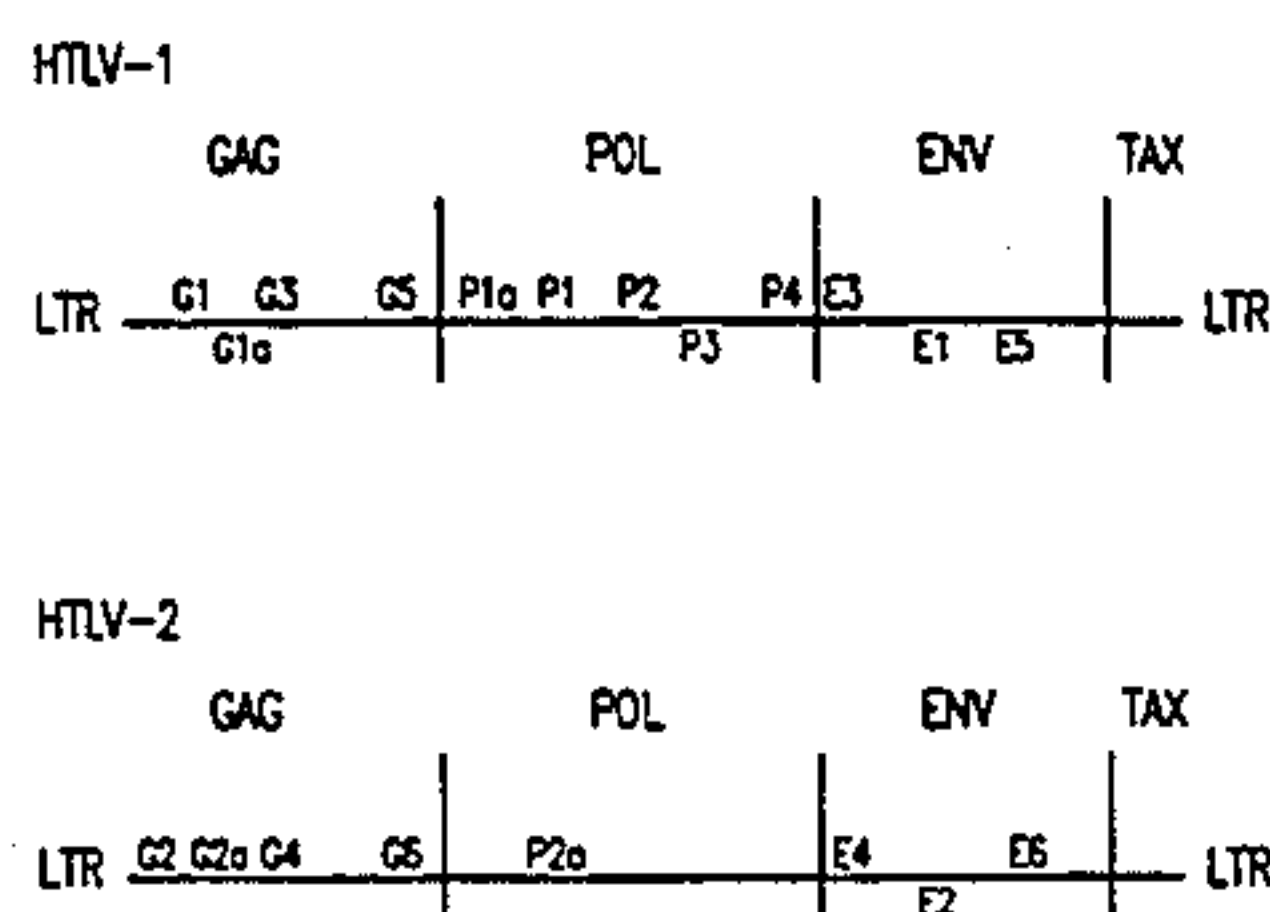 HTLV-1
GAG POL ENV TAX
G1 G3 G5 P1a P1 P2 P4 E3
LTR LTR
G1a P3 E1 E5
HTLV-2
GAG POL ENV TAX
G2 G2a G4 G6 P2a E4 E6
LTR LTR
E2